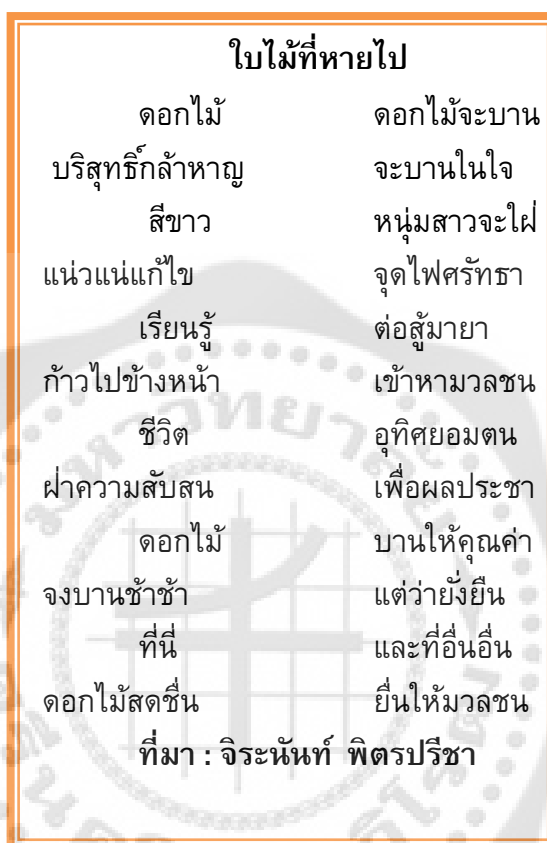 ใบไม้ที่หายไป
ดอกไม้ ดอกไม้จะบาน
บริสุทธิ์กล้าหาญ จะบานในใจ
สีขาว หนุ่มสาวจะใฝ่
แน่วแน่แก้ไข จุดไฟศรัทธา
เรียนรู้ ต่อสู้มายา
ก้าวไปข้างหน้า เข้าหามวลชน
ชีวิต อุทิศยอมตน
ฝ่าความสับสน เพื่อผลประชา
ดอกไม้ บานให้คุณค่า
จงบานช้าช้า แต่ว่ายั่งยืน
ที่นี่ และที่อื่นอื่น
ดอกไม้สดชื่น ยื่นให้มวลชน
ที่มา : จิระนันท์ พิตรปรีชา